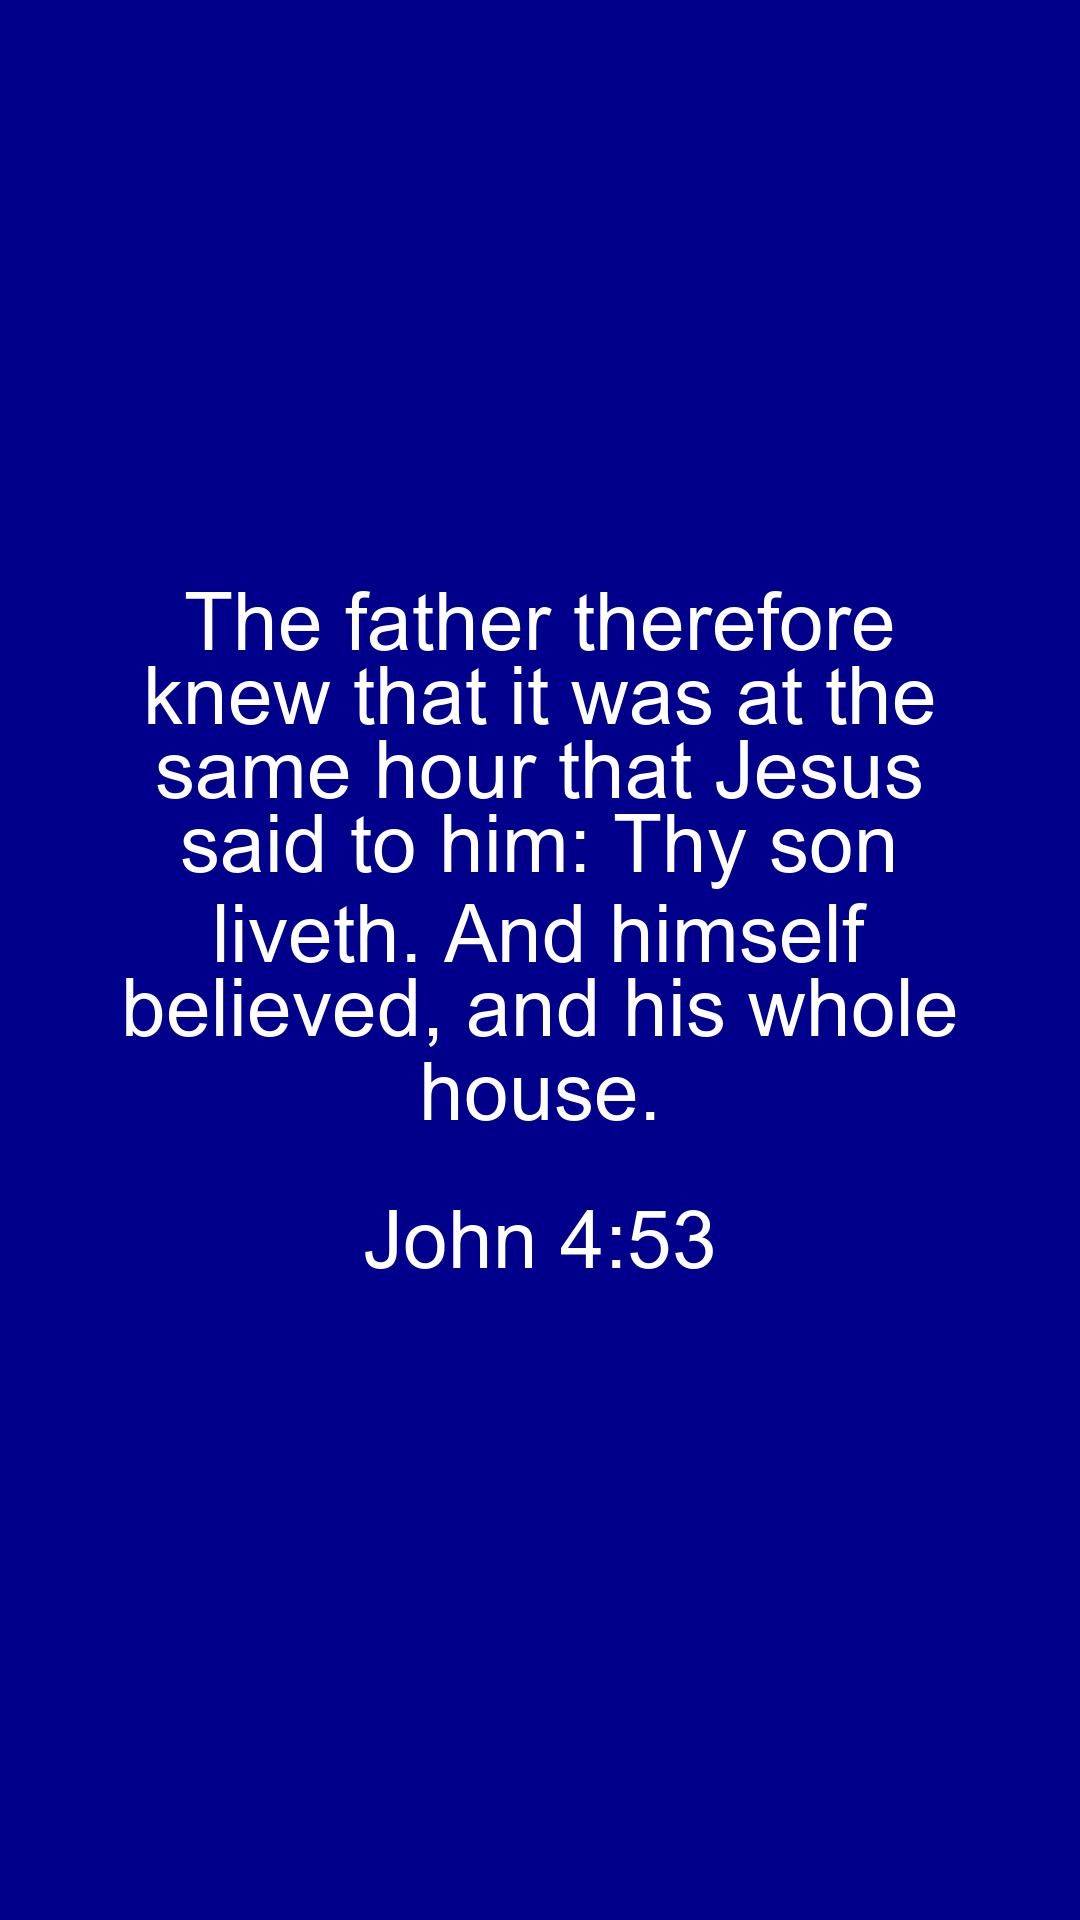 The father therefore
knew that it was at the
same hour that Jesus
said to him: Thy son
liveth. And himself
believed, and his whole
house.
John 4:53